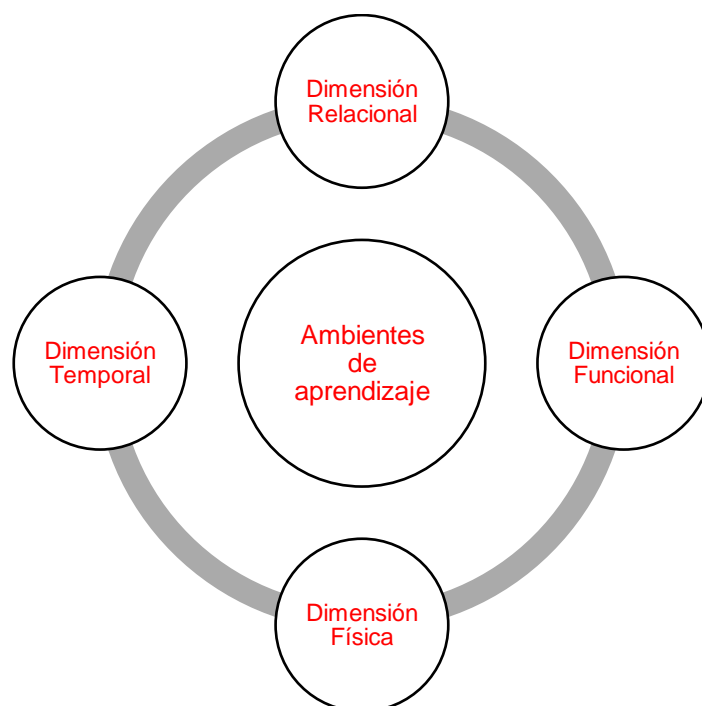 Dimensión
Relacional
Dimensión
Temporal
Ambientes
de
aprendizaje
Dimensión
Funcional
Dimensión
Física